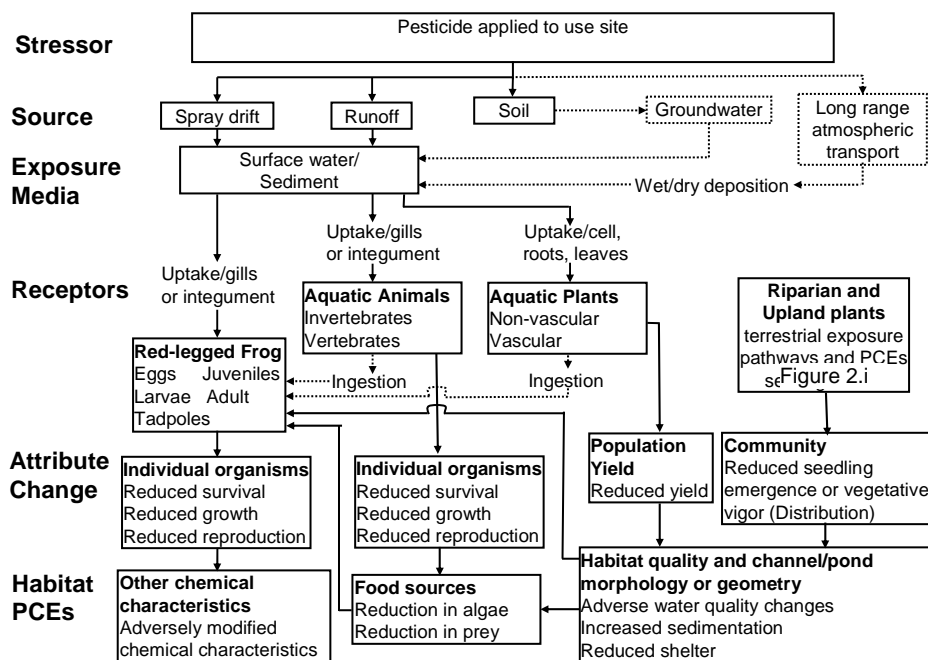 Stressor
Pesticide applied to use site
Source
Spray drift
Runoff
Soil
Groundwater
Long range
atmospheric
transport
Exposure
Media
Surface water/
Sediment
Wet/dry deposition
Uptake/gills
or integument
Uptake/cell,
roots, leaves
Uptake/gills
or integument
Receptors
Aquatic Animals
Invertebrates
Vertebrates
Aquatic Plants
Non-vascular
Vascular
Riparian and
Upland plants
terrestrial exposure
pathways and PCEs
Figure 2.i
Red-legged Frog
Eggs Juveniles
Larvae Adult
Tadpoles
Ingestion
Ingestion
Attribute
Change
Individual organisms
Reduced survival
Reduced growth
Reduced reproduction
Individual organisms
Reduced survival
Reduced growth
Reduced reproduction
Population
Yield
Reduced yield
Community
Reduced seedling
emergence or vegetative
vigor (Distribution)
Habitat
PCEs
Other chemical
characteristics
Adversely modified
chemical characteristics
Food sources
Reduction in algae
Reduction in prey
Habitat quality and channel/pond
morphology or geometry
Adverse water quality changes
Increased sedimentation
Reduced shelter